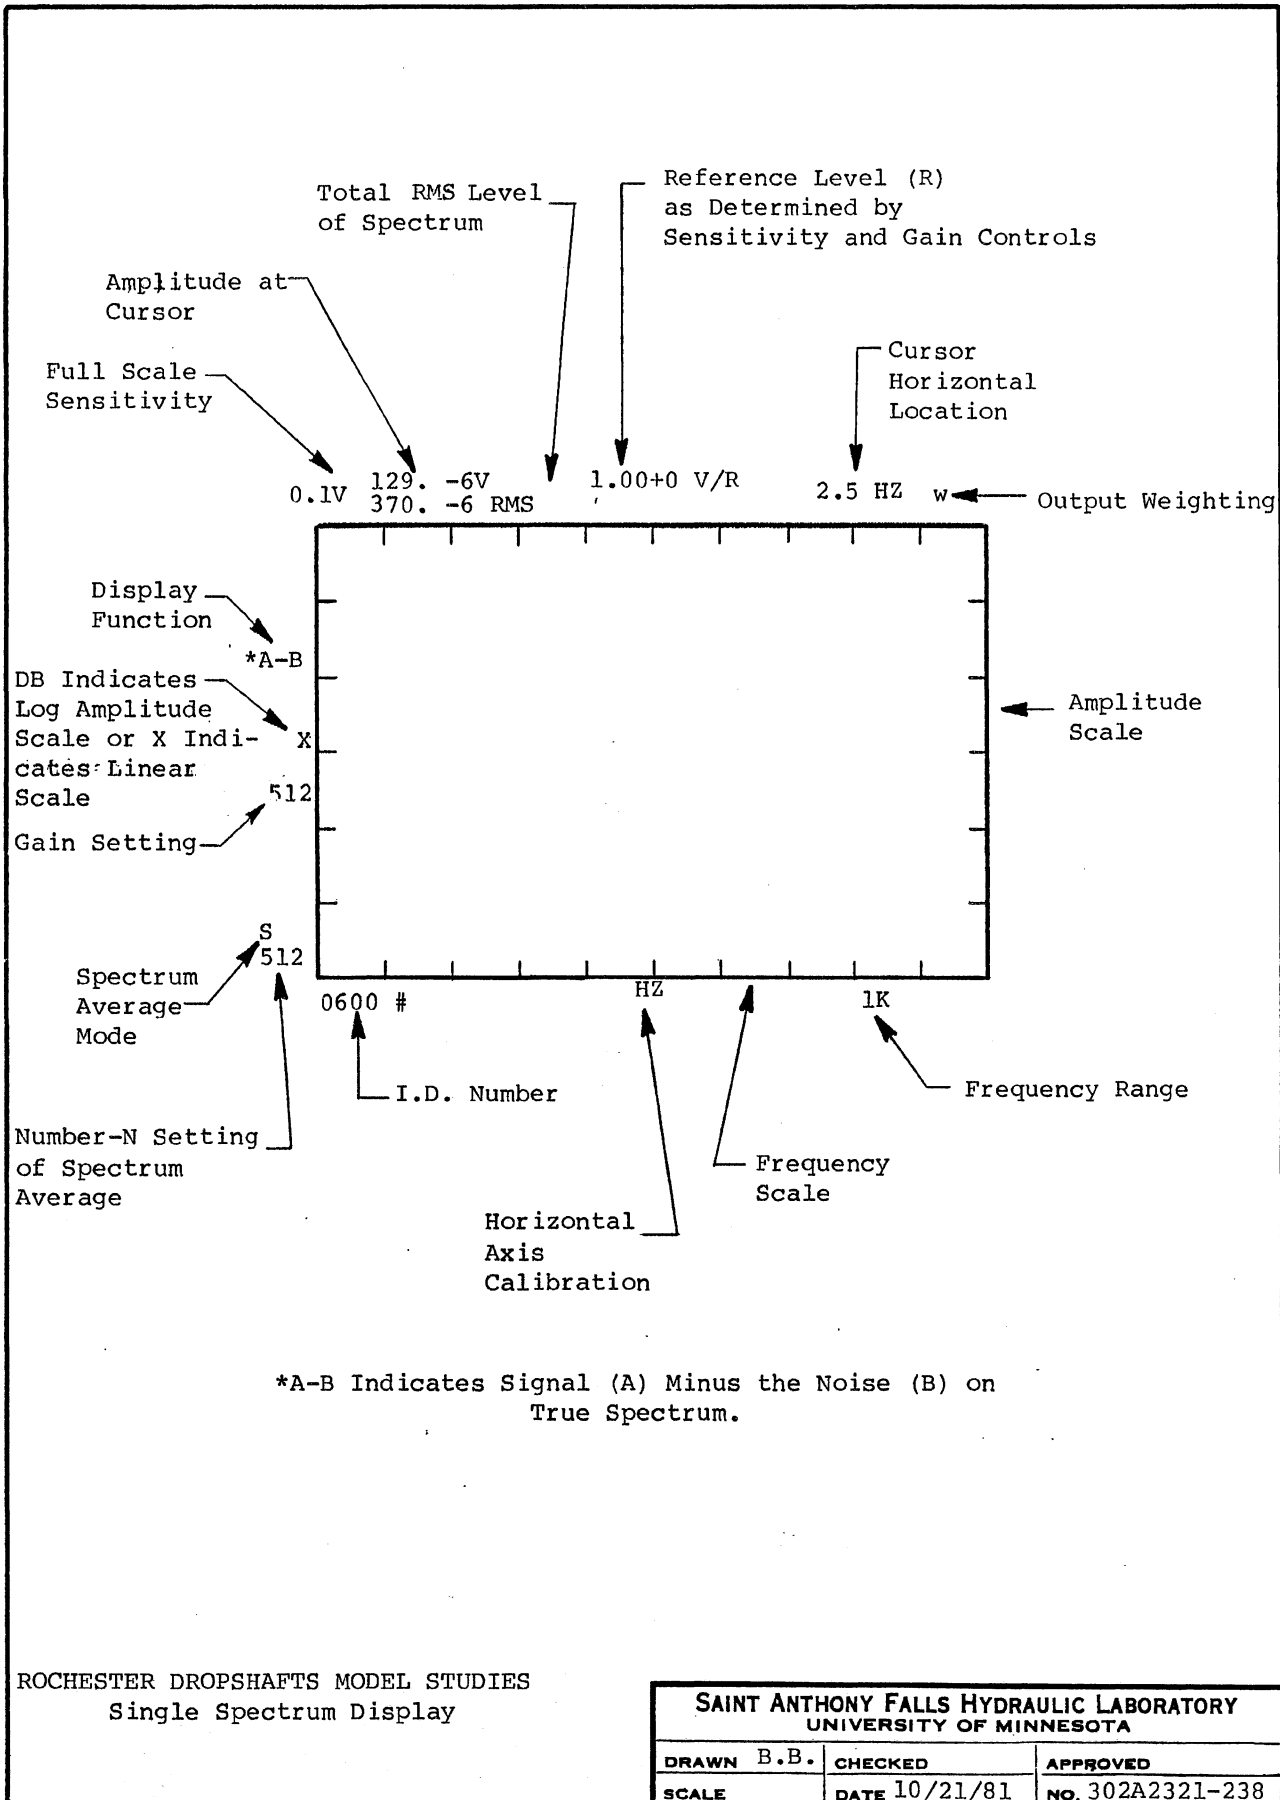 Total RMS Level
of Spectrum
Reference Level (R)
as Determined by
Sensitivity and Gain Controls
Amplitude at
Cursor
Full Scale
Sensitivity
Cursor
Horizontal
Location
0.1V
129. -6V
370. -6 RMS
1.00+0 V/R
2.5 HZ
w
Output Weighting
Display
Function
*A-B
DB Indicates
Log Amplitude
Scale or X Indi-
cates Linear
Scale
X
512
Gain Setting
Amplitude
Scale
S
512
Spectrum
Average
Mode
0600 #
HZ
1K
I.D. Number
Frequency Range
Number-N Setting
of Spectrum
Average
Frequency
Scale
Horizontal
Axis
Calibration
*A-B Indicates Signal (A) Minus the Noise (B) on
True Spectrum.
ROCHESTER DROPSHAFTS MODEL STUDIES
Single Spectrum Display
SAINT ANTHONY FALLS HYDRAULIC LABORATORY
UNIVERSITY OF MINNESOTA
DRAWN B.B. CHECKED APPROVED
SCALE DATE 10/21/81 NO. 302A2321-238